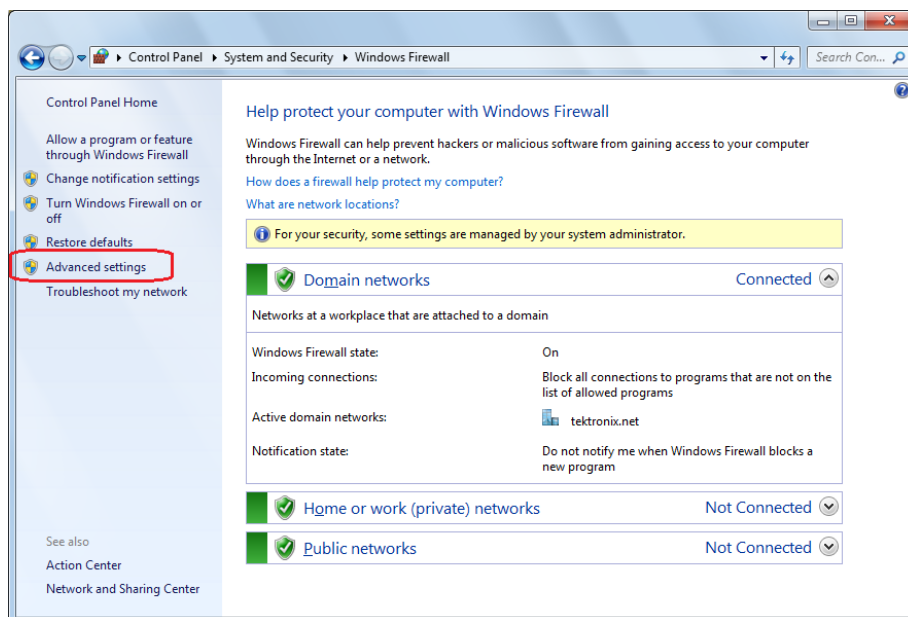 Control Panel ▸ System and Security ▸ Windows Firewall
Search Con...
Control Panel Home
Allow a program or feature
through Windows Firewall
Change notification settings
Turn Windows Firewall on or
off
Restore defaults
Advanced settings
Troubleshoot my network
See also
Action Center
Network and Sharing Center
Help protect your computer with Windows Firewall
Windows Firewall can help prevent hackers or malicious software from gaining access to your computer
through the Internet or a network.
How does a firewall help protect my computer?
What are network locations?
For your security, some settings are managed by your system administrator.
Domain networks Connected
Networks at a workplace that are attached to a domain
Windows Firewall state: On
Incoming connections: Block all connections to programs that are not on the
list of allowed programs
Active domain networks: tektronix.net
Notification state: Do not notify me when Windows Firewall blocks a
new program
Home or work (private) networks Not Connected
Public networks Not Connected